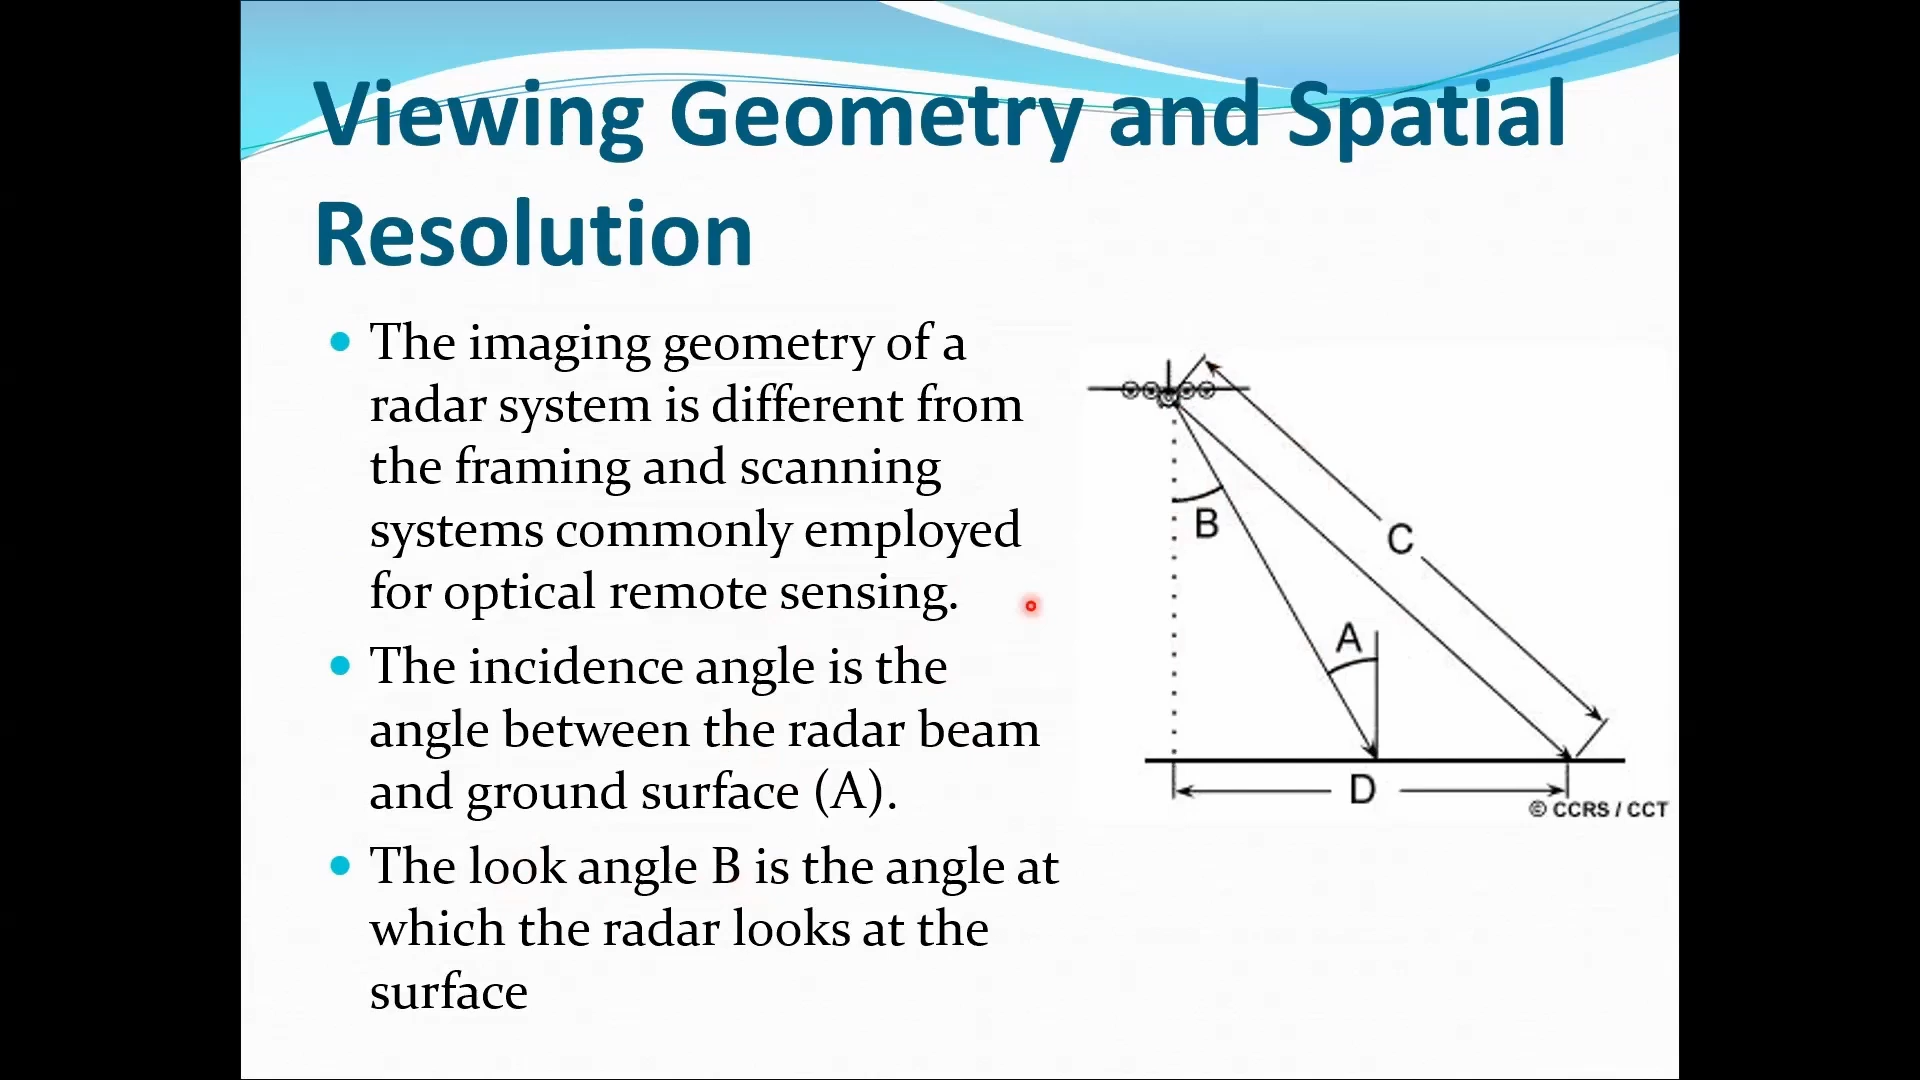 Viewing Geometry and Spatial
Resolution
• The imaging geometry of a
radar system is different from
the framing and scanning
systems commonly employed
for optical remote sensing.
• The incidence angle is the
angle between the radar beam
and ground surface (A).
• The look angle B is the angle at
which the radar looks at the
surface
B
C
A
D
© CCRS / CCT